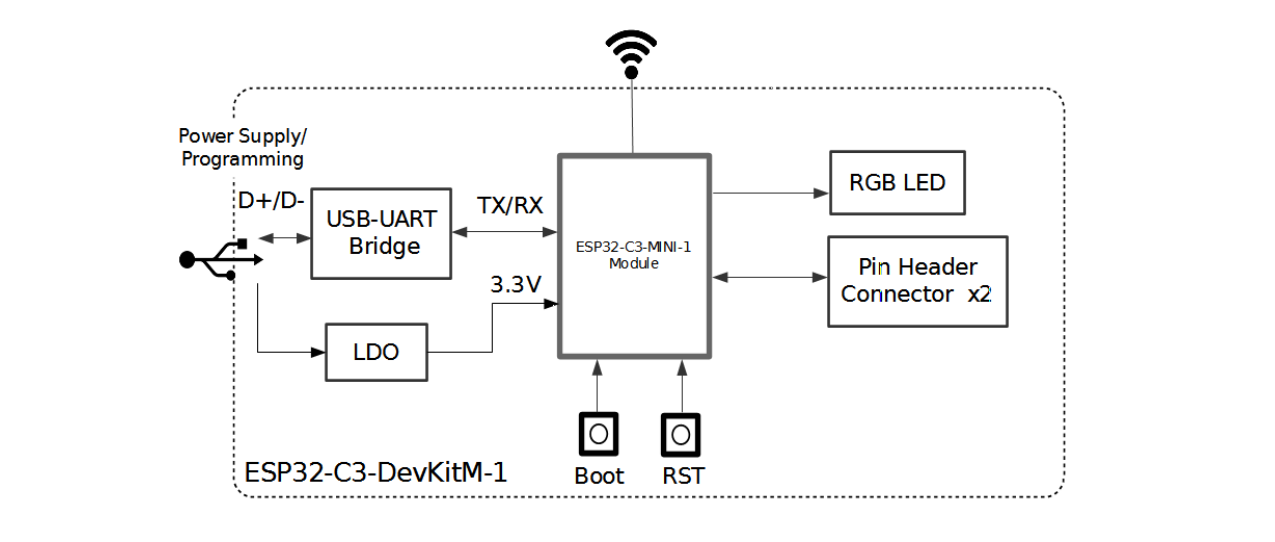 Power Supply/
Programming
D+/D-
USB-UART
Bridge
TX/RX
3.3V
LDO
ESP32-C3-MINI-1
Module
RGB LED
Pin Header
Connector x2
Boot
RST
ESP32-C3-DevKitM-1